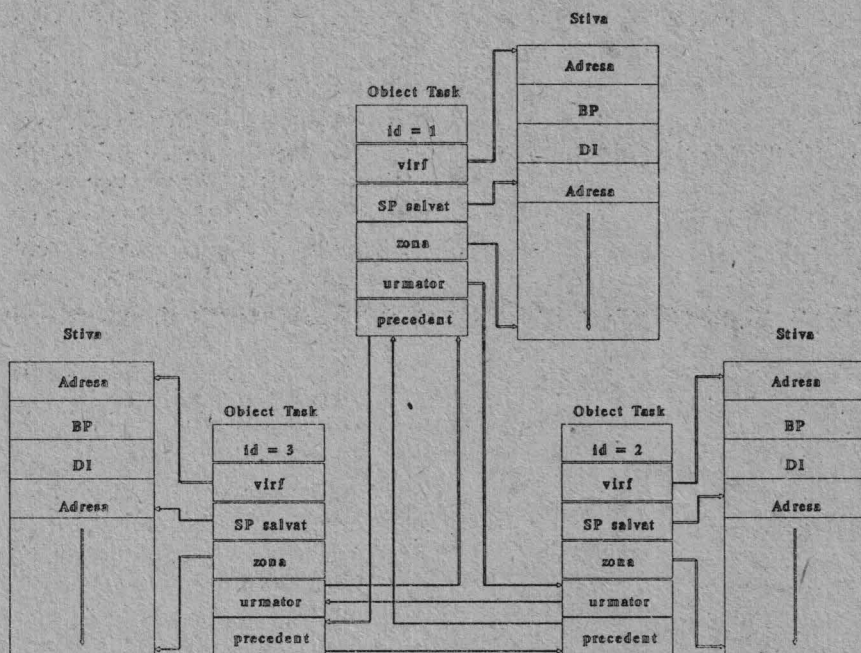 Stiva
Adresa
BP
DI
Adresa
Obiect Task
id = 1
virf
SP salvat
zona
urmator
precedent
Stiva
Adresa
BP
DI
Adresa
Obiect Task
id = 3
virf
SP salvat
zona
urmator
precedent
Obiect Task
id = 2
virf
SP salvat
zona
urmator
precedent
Stiva
Adresa
BP
DI
Adresa